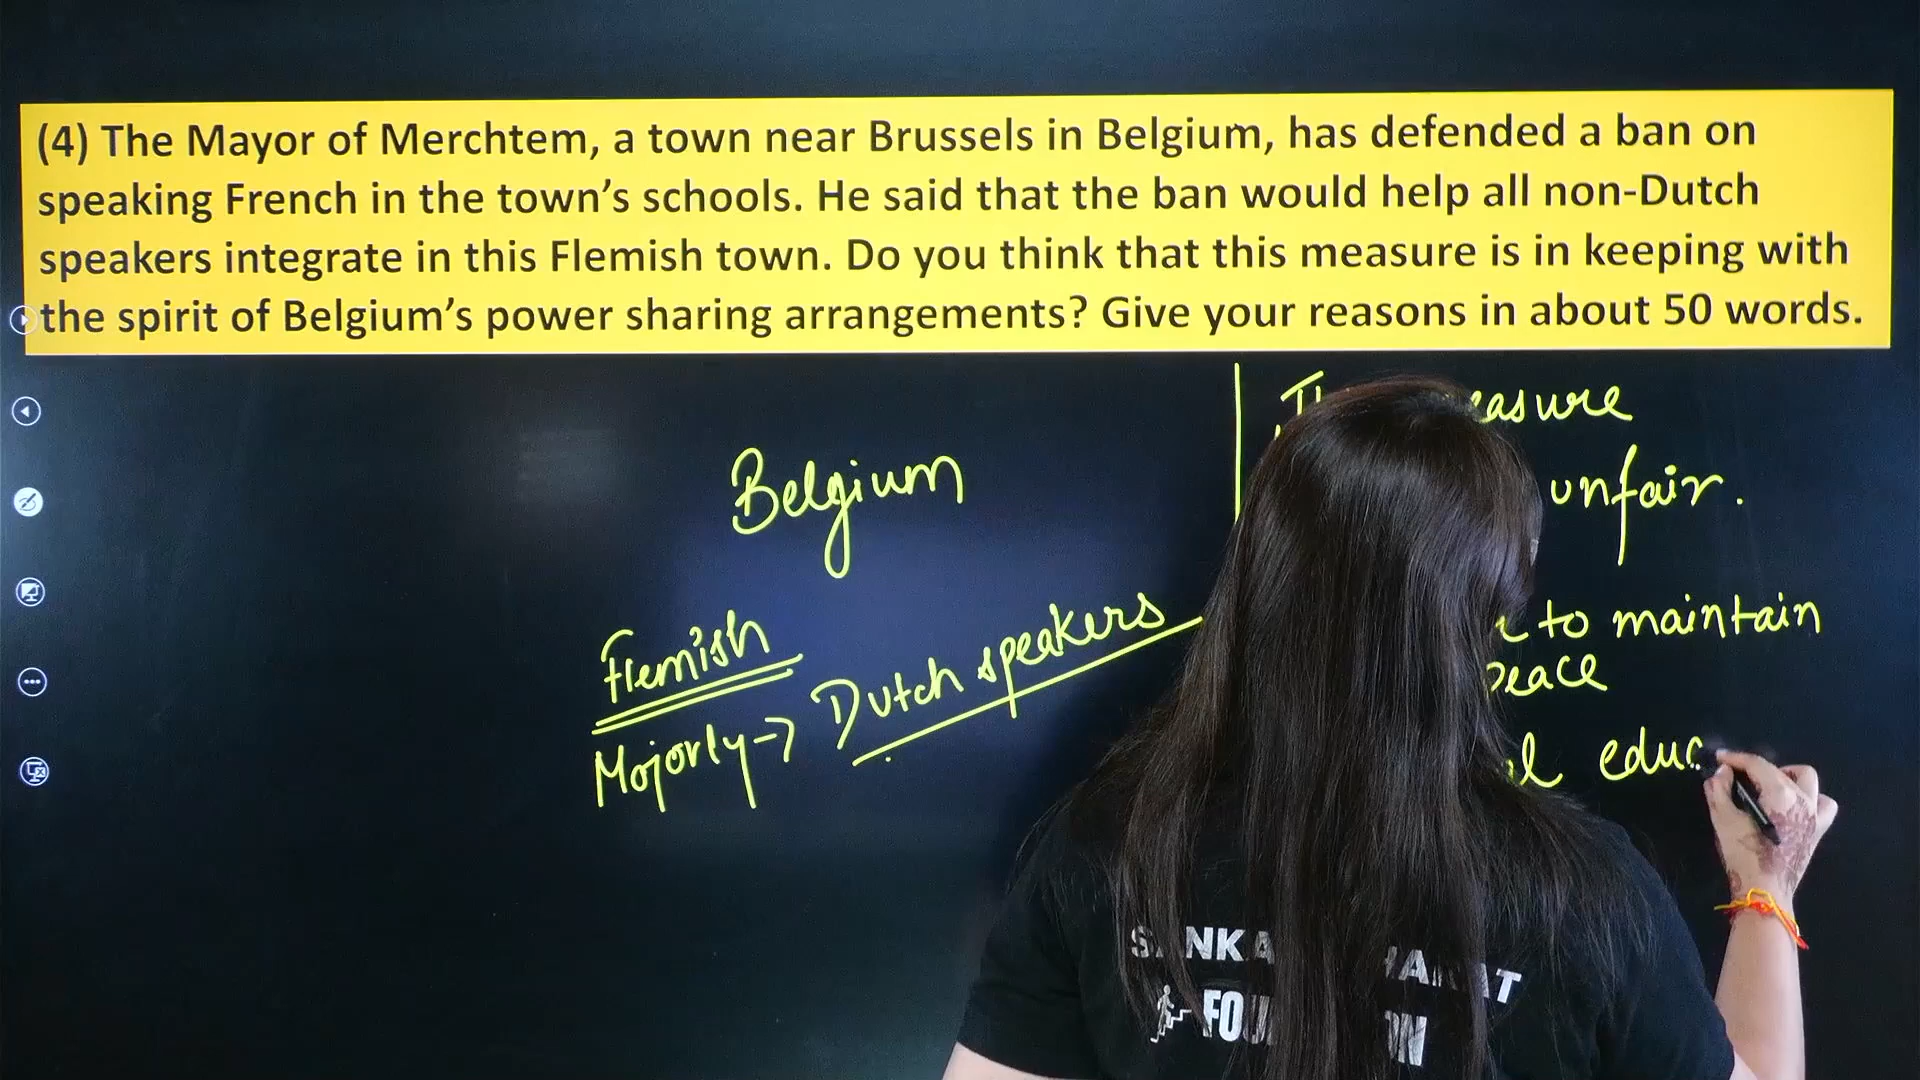 (4) The Mayor of Merchtem, a town near Brussels in Belgium, has defended a ban on
speaking French in the town's schools. He said that the ban would help all non-Dutch
speakers integrate in this Flemish town. Do you think that this measure is in keeping with
the spirit of Belgium's power sharing arrangements? Give your reasons in about 50 words.
Belgium
Flemish
Majorly → Dutch speakers
unfair.
to maintain
peace
educ
FOU